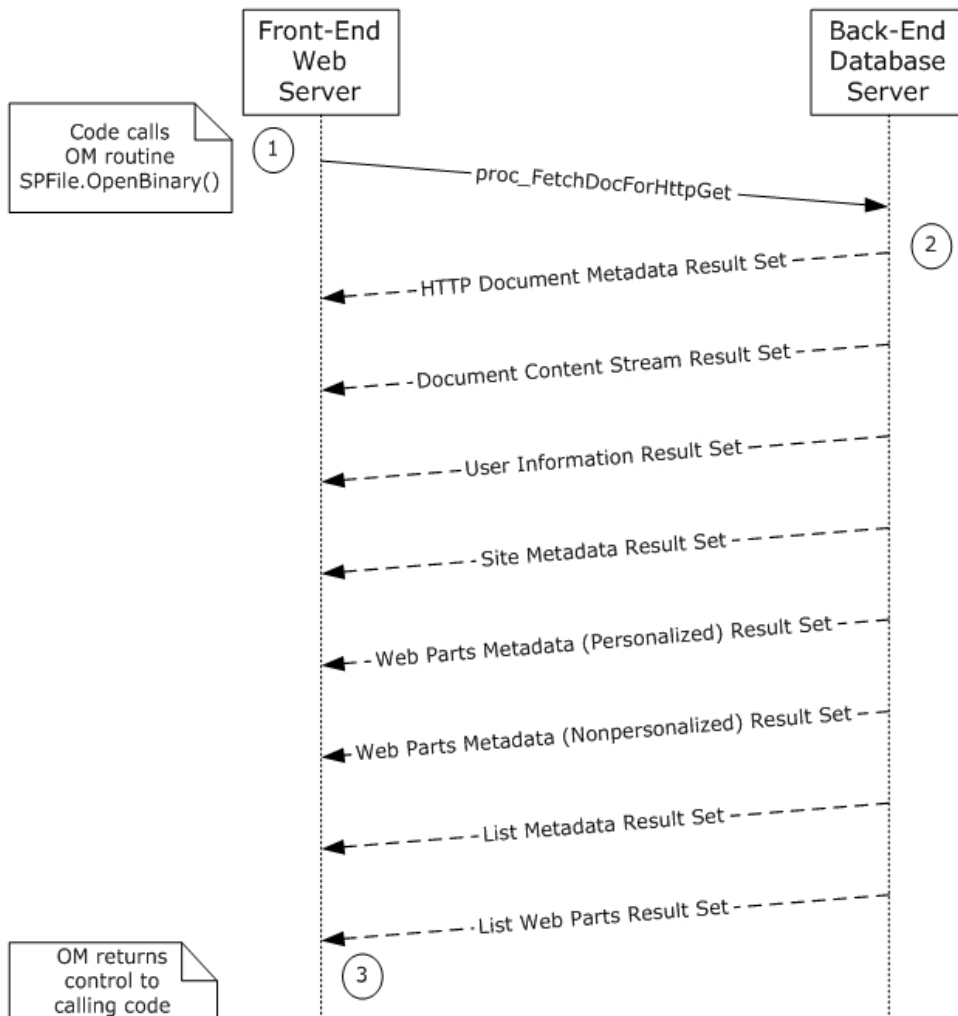 Front-End
Web
Server
Back-End
Database
Server
Code calls
OM routine
SPFile.OpenBinary()
1
proc_FetchDocForHttpGet
2
HTTP Document Metadata Result Set
Document Content Stream Result Set
User Information Result Set
Site Metadata Result Set
Web Parts Metadata (Personalized) Result Set
Web Parts Metadata (Nonpersonalized) Result Set
List Metadata Result Set
List Web Parts Result Set
OM returns
control to
calling code
3